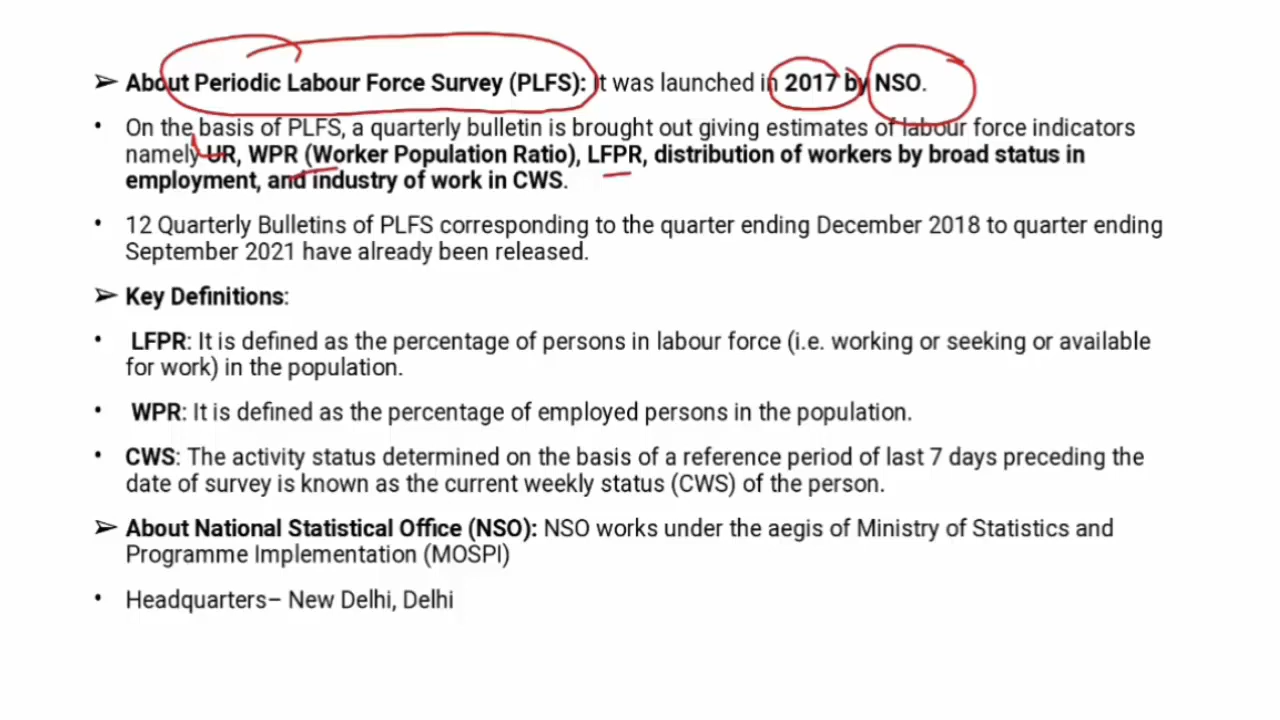 ➢ About Periodic Labour Force Survey (PLFS): It was launched in 2017 by NSO.
• On the basis of PLFS, a quarterly bulletin is brought out giving estimates of labour force indicators
namely UR, WPR (Worker Population Ratio), LFPR, distribution of workers by broad status in
employment, and industry of work in CWS.
• 12 Quarterly Bulletins of PLFS corresponding to the quarter ending December 2018 to quarter ending
September 2021 have already been released.
➢ Key Definitions:
• LFPR: It is defined as the percentage of persons in labour force (i.e. working or seeking or available
for work) in the population.
• WPR: It is defined as the percentage of employed persons in the population.
• CWS: The activity status determined on the basis of a reference period of last 7 days preceding the
date of survey is known as the current weekly status (CWS) of the person.
➢ About National Statistical Office (NSO): NSO works under the aegis of Ministry of Statistics and
Programme Implementation (MOSPI)
• Headquarters– New Delhi, Delhi